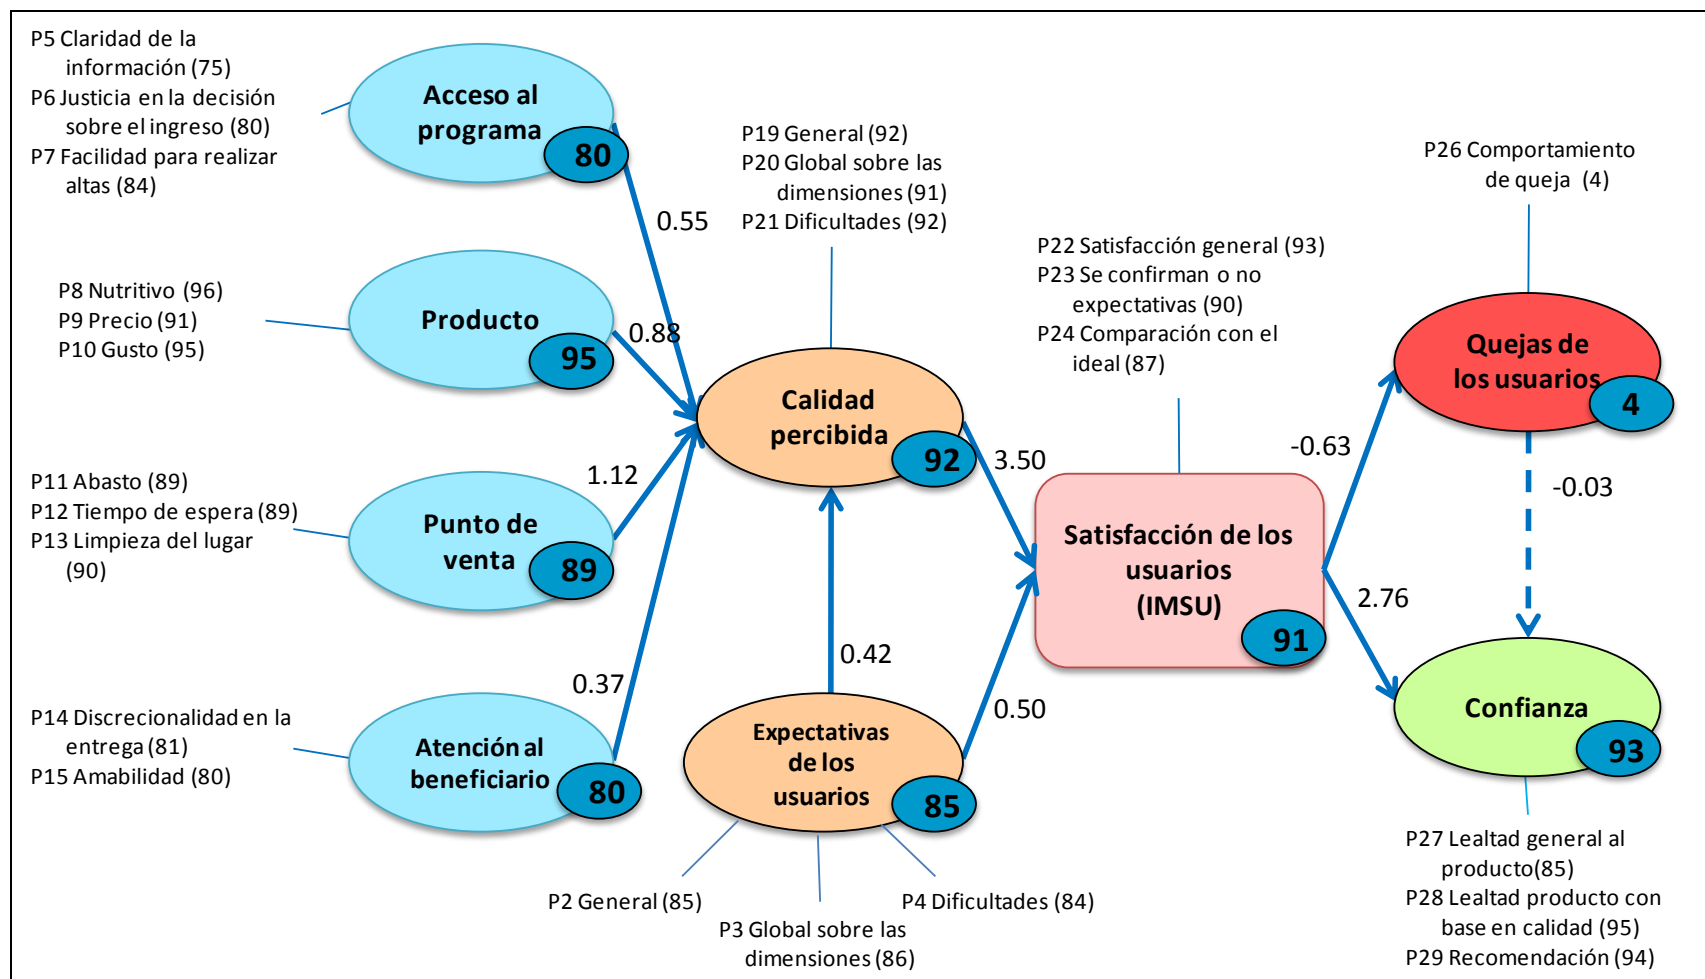 P5 Claridad de la
información (75)
P6 Justicia en la decisión
sobre el ingreso (80)
P7 Facilidad para realizar
altas (84)
Acceso al
programa
80
0.55
P8 Nutritivo (96)
P9 Precio (91)
P10 Gusto (95)
Producto
95
0.88
P11 Abasto (89)
P12 Tiempo de espera (89)
P13 Limpieza del lugar
(90)
Punto de
venta
89
1.12
P14 Discrecionalidad en la
entrega (81)
P15 Amabilidad (80)
Atención al
beneficiario
80
0.37
P19 General (92)
P20 Global sobre las
dimensiones (91)
P21 Dificultades (92)
Calidad
percibida
92
3.50
0.42
Expectativas
de los
usuarios
85
0.50
P2 General (85)
P3 Global sobre las
dimensiones (86)
P4 Dificultades (84)
P22 Satisfacción general (93)
P23 Se confirman o no
expectativas (90)
P24 Comparación con el
ideal (87)
Satisfacción de los
usuarios
(IMSU)
91
-0.63
2.76
P26 Comportamiento
de queja (4)
Quejas de
los usuarios
4
-0.03
Confianza
93
P27 Lealtad general al
producto(85)
P28 Lealtad producto con
base en calidad (95)
P29 Recomendación (94)